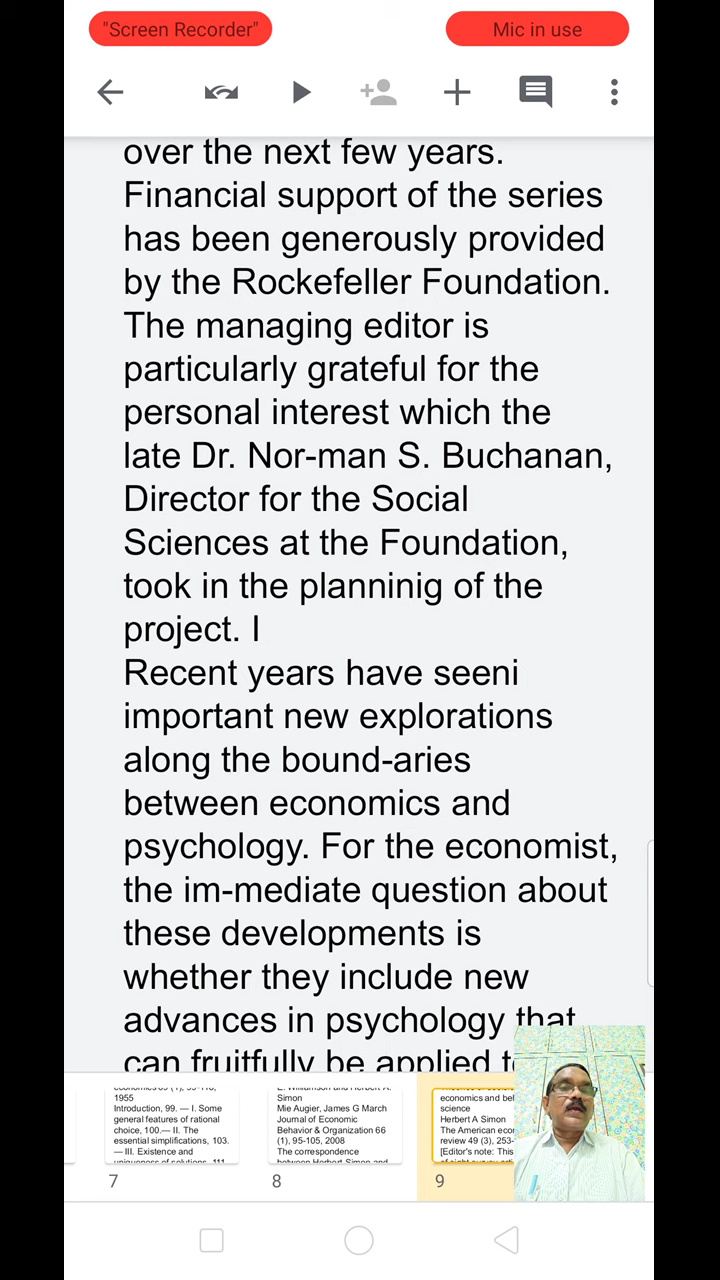 "Screen Recorder"
Mic in use
over the next few years.
Financial support of the series
has been generously provided
by the Rockefeller Foundation.
The managing editor is
particularly grateful for the
personal interest which the
late Dr. Nor-man S. Buchanan,
Director for the Social
Sciences at the Foundation,
took in the planninig of the
project. I
Recent years have seeni
important new explorations
along the bound-aries
between economics and
psychology. For the economist,
the im-mediate question about
these developments is
whether they include new
advances in psychology that
can fruitfully be applied
1955
Introduction, 99. — I. Some
general features of rational
choice, 100.— II. The
essential simplifications, 103.
— III. Existence and
7
Simon
Mie Augier, James G March
Journal of Economic
Behavior & Organization 66
(1), 95-105, 2008
The correspondence
8
economics and
science
Herbert A Simon
The American
review 49 (3),
[Editor's note: This
9